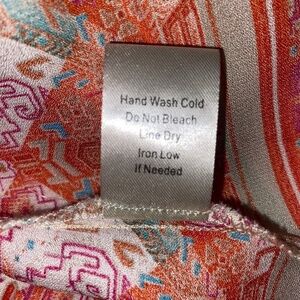 Hand Wash Cold
Do Not Bleach
Line Dry
Iron Low
If Needed